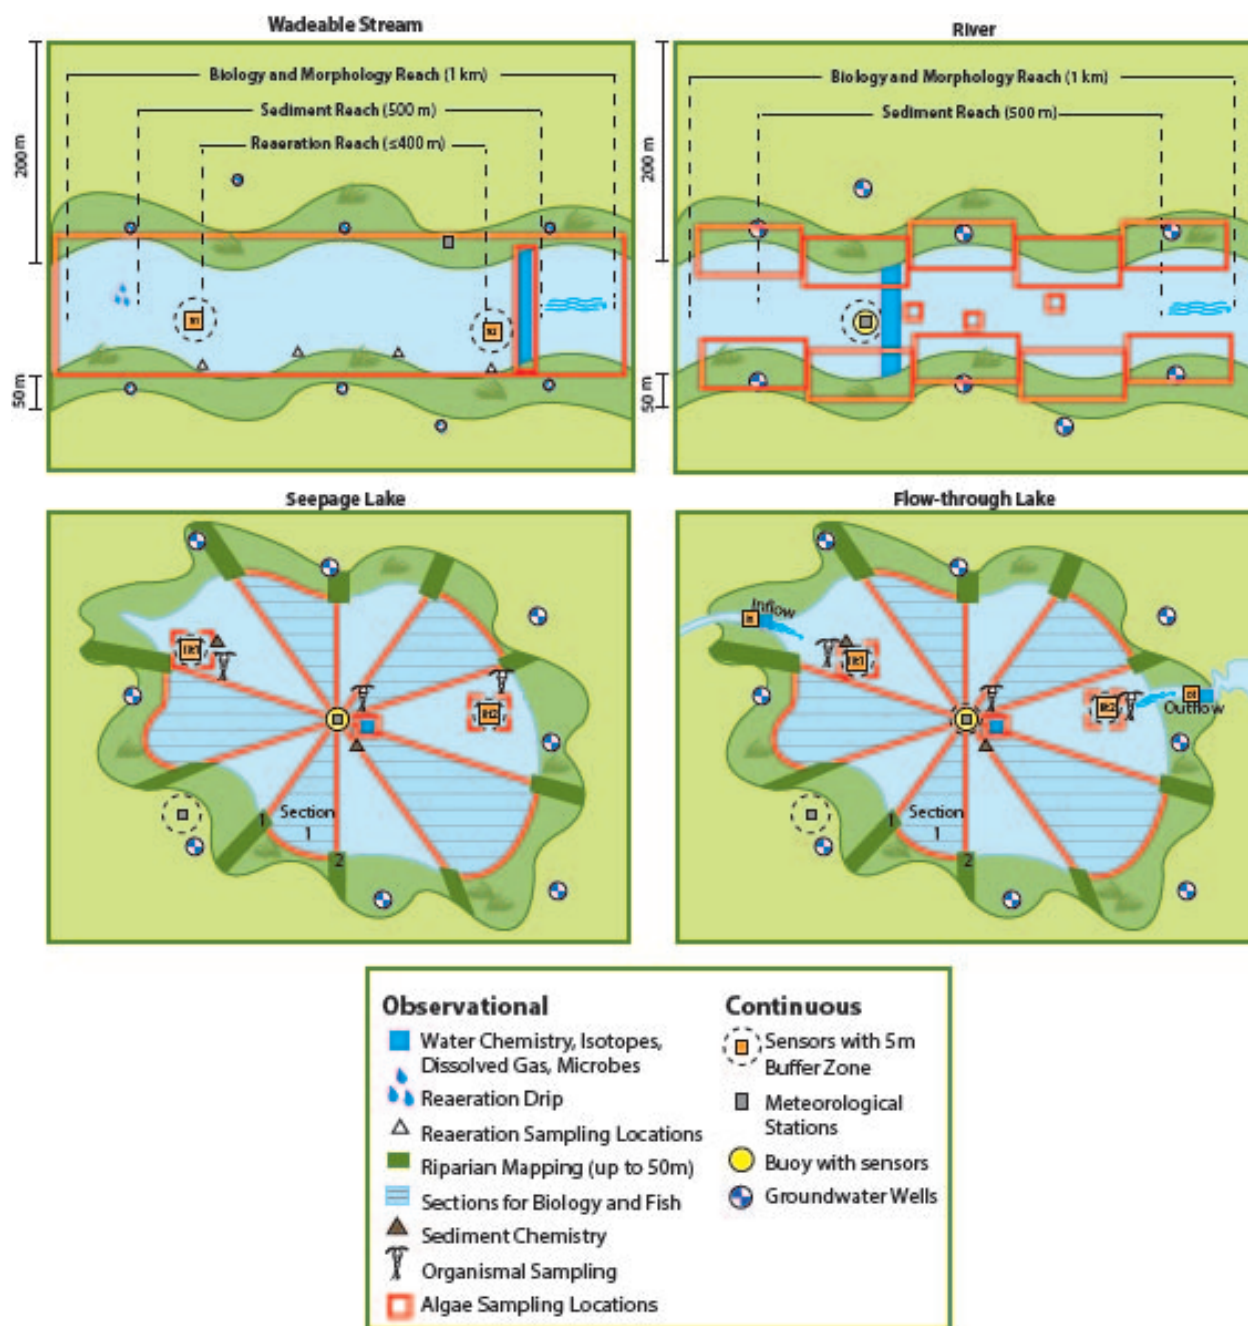 Wadeable Stream
River
Biology and Morphology Reach (1 km)
Sediment Reach (500 m)
Reaeration Reach (≤400 m)
200 m
50 m
Biology and Morphology Reach (1 km)
Sediment Reach (500 m)
200 m
50 m
Seepage Lake
Flow-through Lake
Section
1
1
2
Inflow
Outflow
Section
1
1
2
Observational
Water Chemistry, Isotopes,
Dissolved Gas, Microbes
Reaeration Drip
Reaeration Sampling Locations
Riparian Mapping (up to 50m)
Sections for Biology and Fish
Sediment Chemistry
Organismal Sampling
Algae Sampling Locations
Continuous
Sensors with 5m
Buffer Zone
Meteorological
Stations
Buoy with sensors
Groundwater Wells